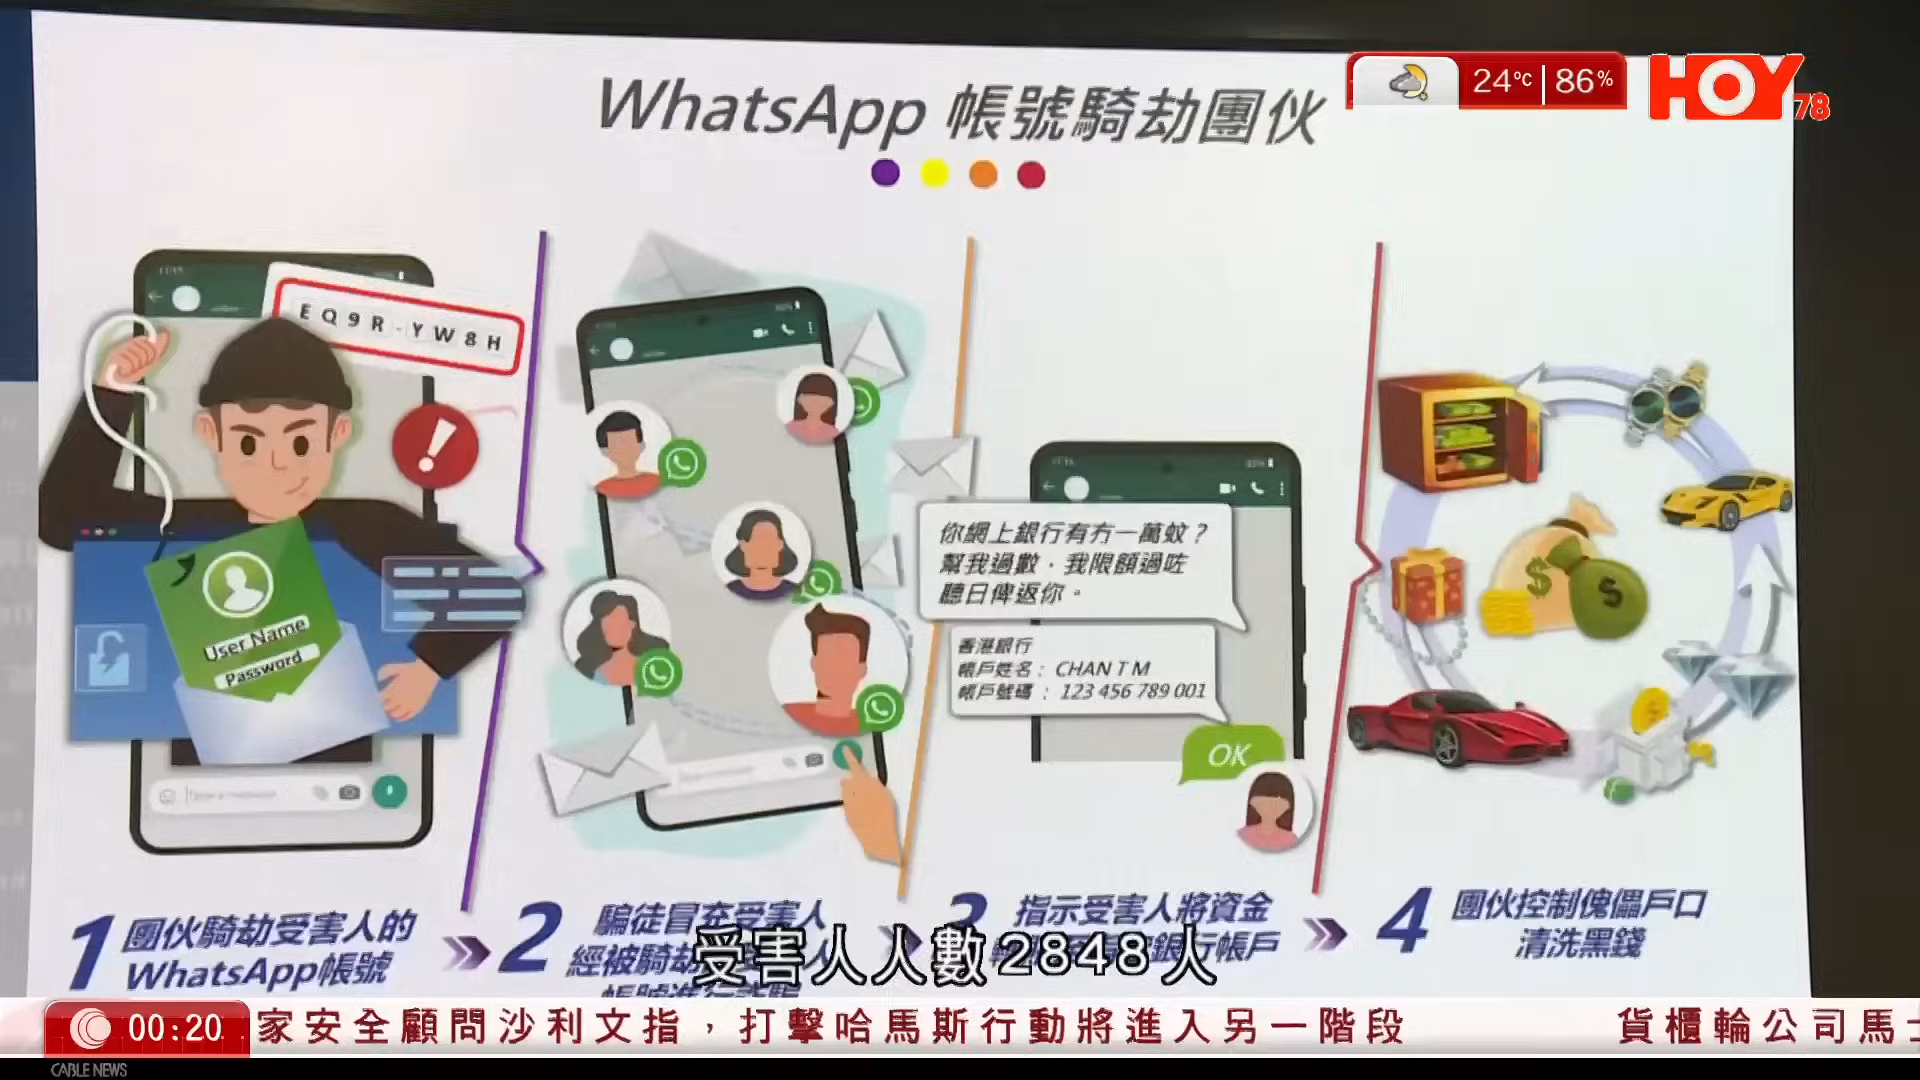 WhatsApp 帳號騎劫團伙
24°C 86%
HOY
78
EQ9R-YW8H
User Name
Password
你網上銀行有冇一萬蚊？
幫我過數，我限額過咗
聽日俾返你。
香港銀行
帳戶姓名： CHAN T M
帳戶號碼： 123 456 789 001
OK
1 團伙騎劫受害人的
WhatsApp帳號
2 騙徒冒充受害人
經被騎劫
3 指示受害人將資金
銀行帳戶
4 團伙控制傀儡戶口
清洗黑錢
受害人人數2848人
00:20
家安全顧問沙利文指，打擊哈馬斯行動將進入另一階段
貨櫃輪公司馬士
CABLE NEWS